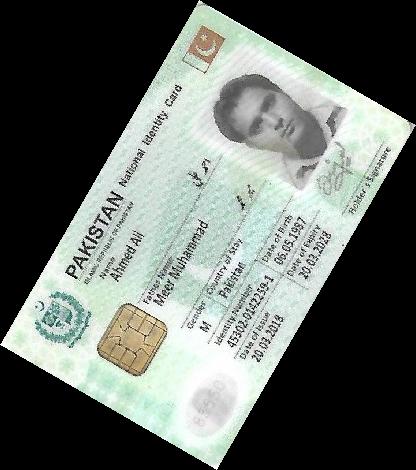 PAKISTAN National Identity Card
ISLAMIC REPUBLIC OF PAKISTAN
Name
Ahmed Ali
Father Name
Meer Muhammad
Gender Country of Stay
M Pakistan
Identity Number Date of Birth
45302-0142259-1 06.05.1987
Date of Issue Date of Expiry
20.03.2018 20.03.2028
Holder's Signature